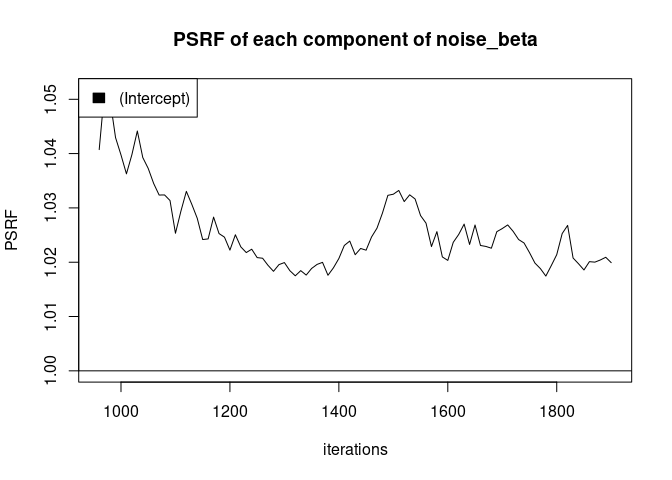 PSRF of each component of noise_beta
(Intercept)
1.05
1.04
1.03
1.02
1.01
1.00
PSRF
1000 1200 1400 1600 1800
iterations